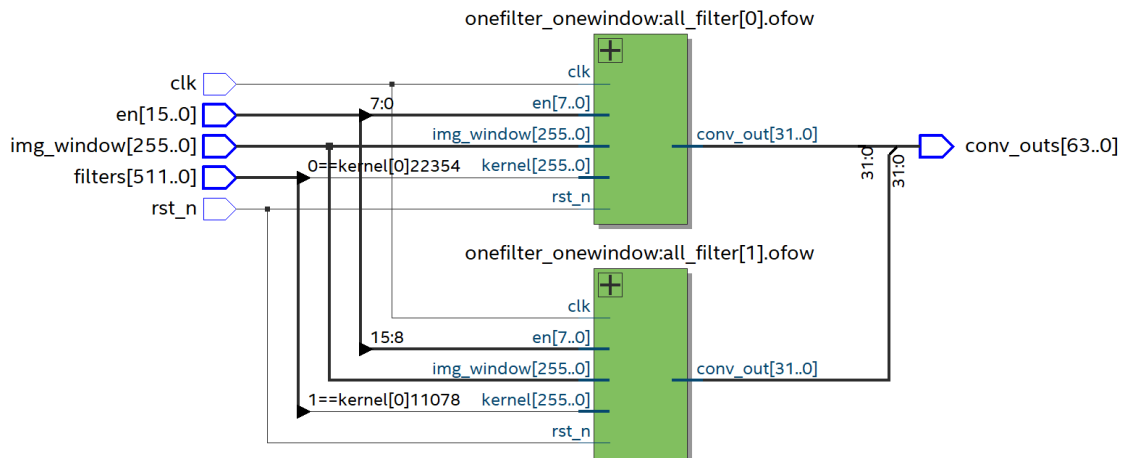 onefilter_onewindow:all_filter[0].ofow
clk
en[15..0]
img_window[255..0]
filters[511..0]
rst_n
7:0
0==kernel[0]22354
clk
en[7..0]
img_window[255..0]
kernel[255..0]
rst_n
conv_out[31..0]
31:0
31:0
conv_outs[63..0]
onefilter_onewindow:all_filter[1].ofow
15:8
1==kernel[0]11078
clk
en[7..0]
img_window[255..0]
kernel[255..0]
rst_n
conv_out[31..0]